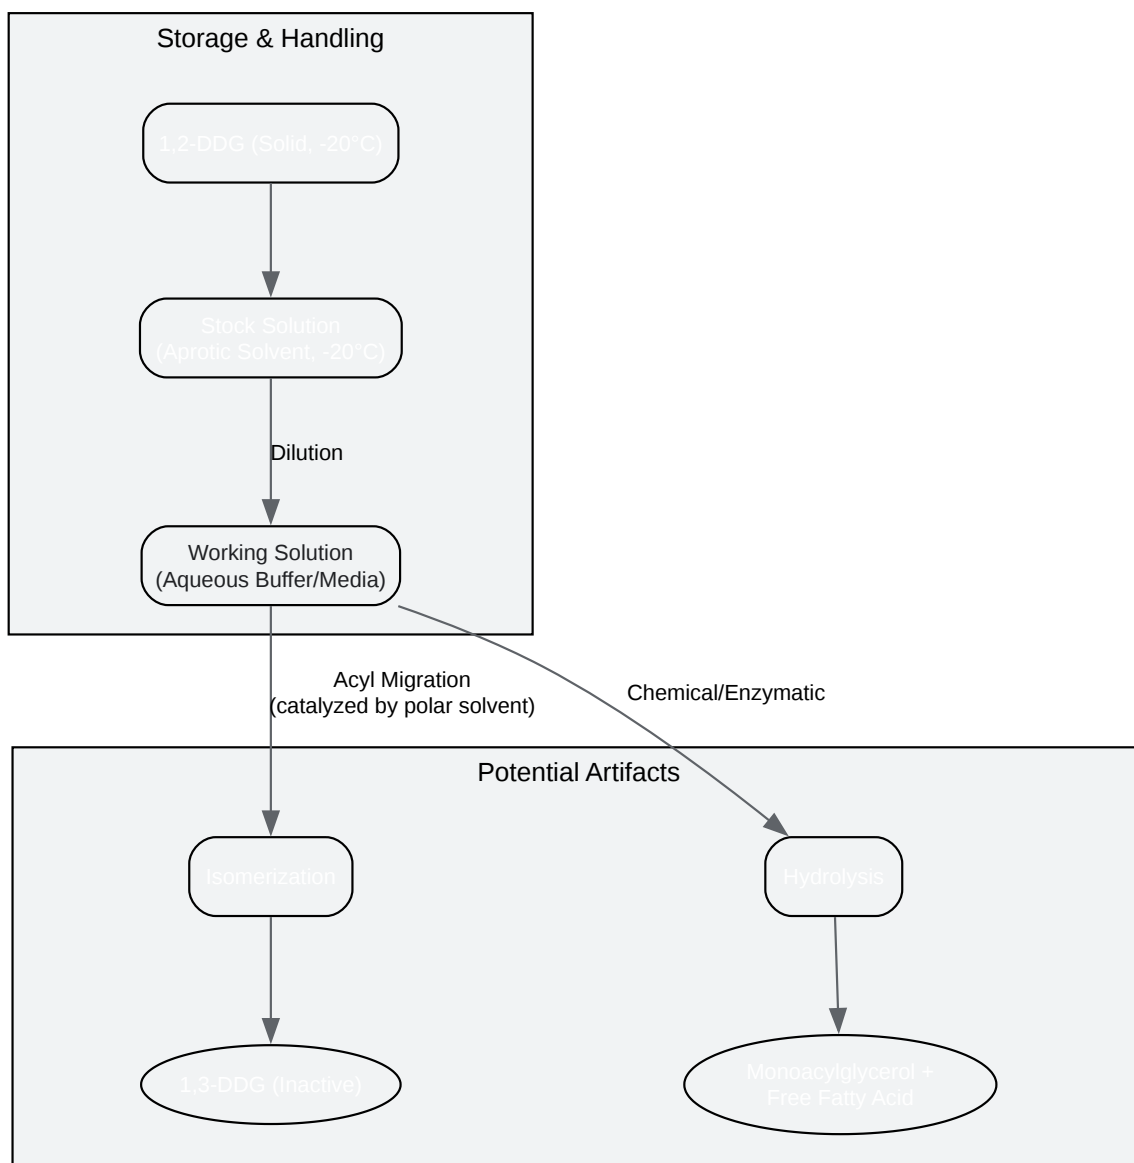 Storage & Handling
1,2-DDG (Solid, -20°C)
Stock Solution
(Aprotic Solvent, -20°C)
Dilution
Working Solution
(Aqueous Buffer/Media)
Acyl Migration
(catalyzed by polar solvent)
Chemical/Enzymatic
Potential Artifacts
Isomerization
Hydrolysis
1,3-DDG (Inactive)
Monoacylglycerol +
Free Fatty Acid